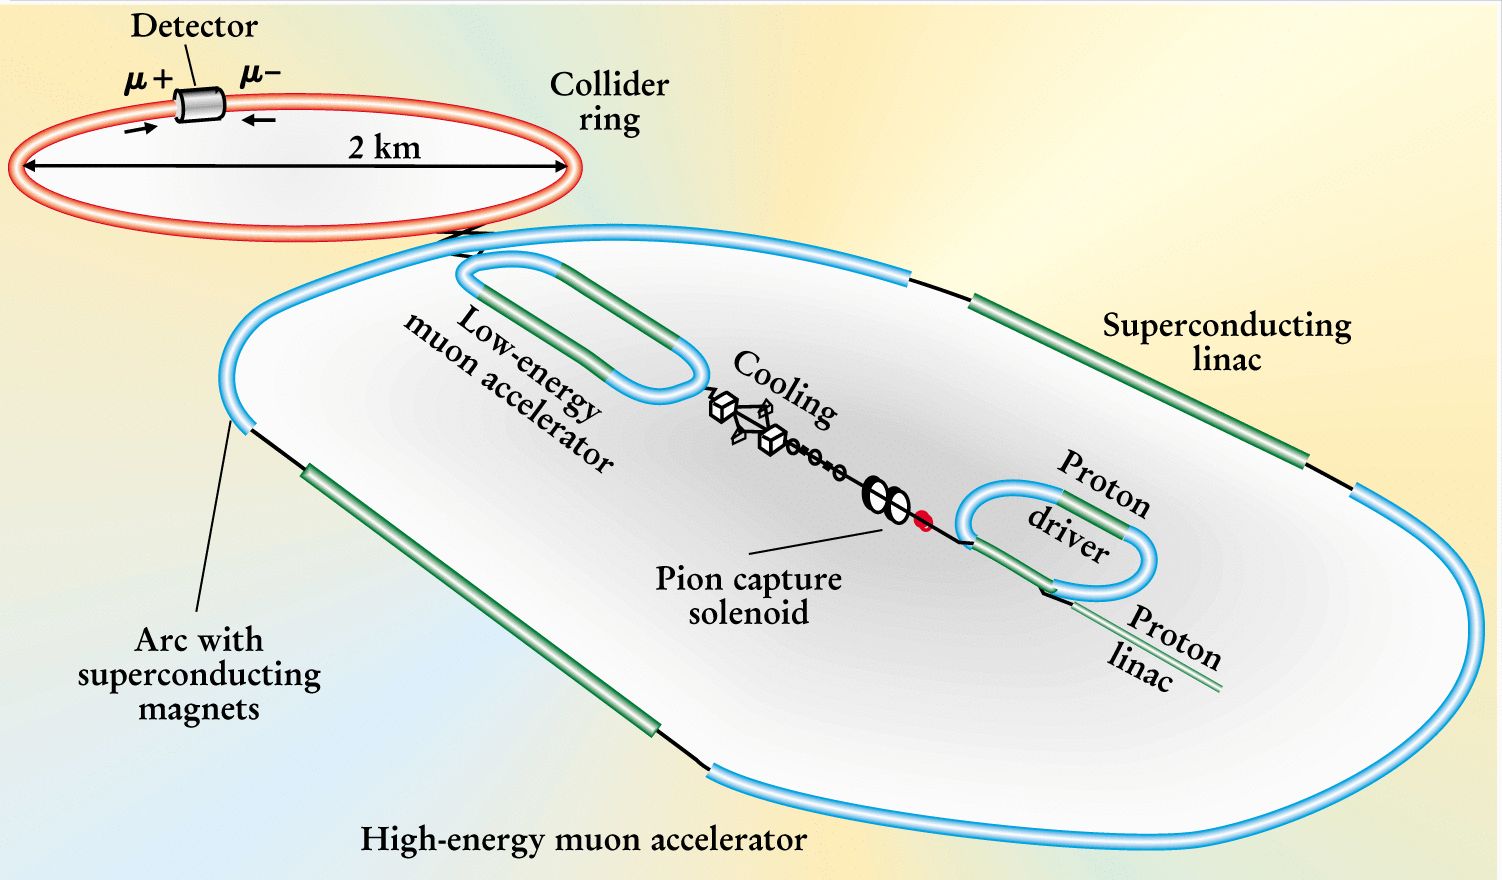 Detector
μ+ μ−
Collider
ring
2 km
Superconducting
linac
Low-energy
muon accelerator
Cooling
Proton
driver
Pion capture
solenoid
Proton
linac
Arc with
superconducting
magnets
High-energy muon accelerator